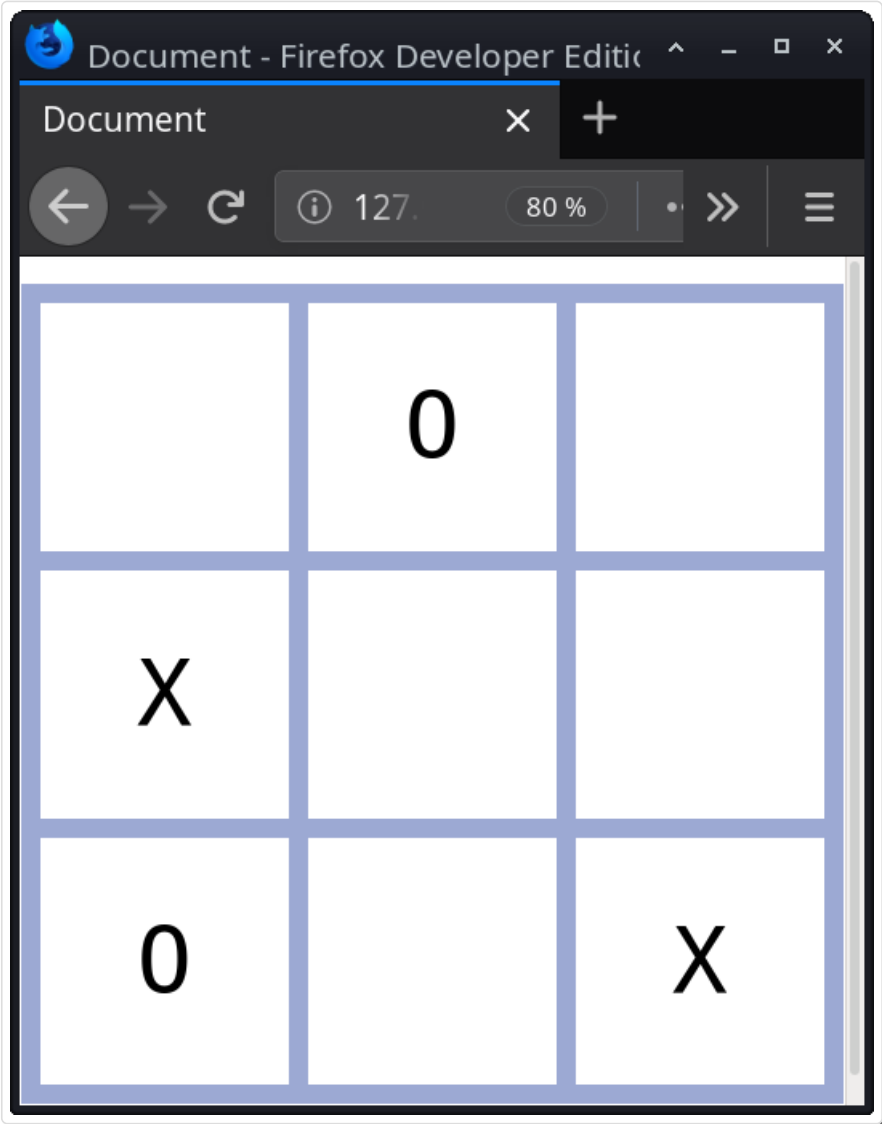 Document - Firefox Developer Editic
Document
127.
80 %
0
X
0
X